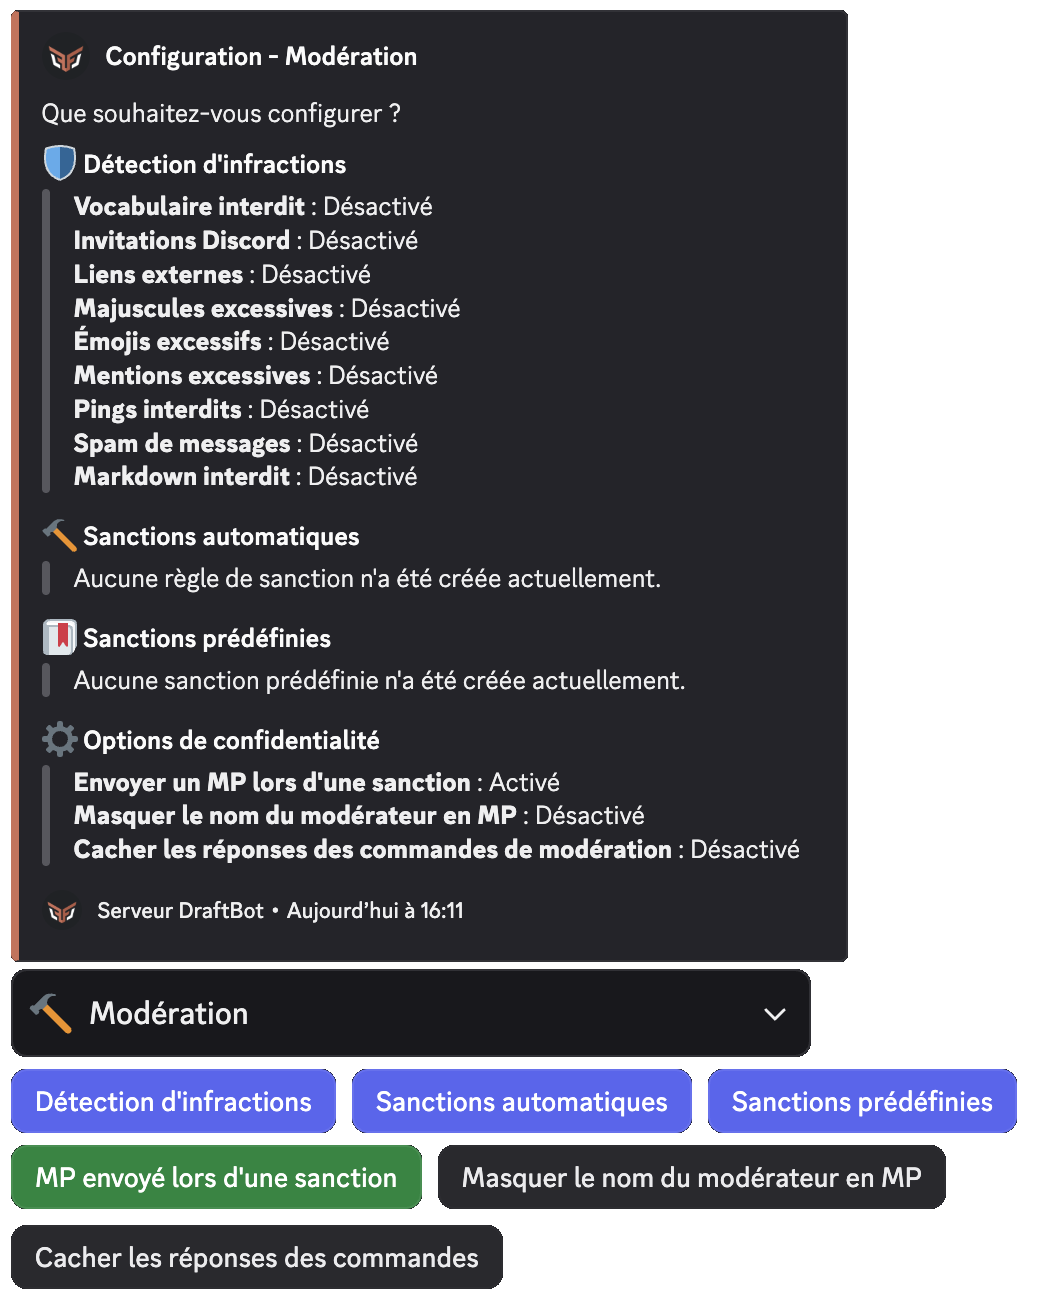 Configuration - Modération
Que souhaitez-vous configurer ?
Détection d'infractions
Vocabulaire interdit : Désactivé
Invitations Discord : Désactivé
Liens externes : Désactivé
Majuscules excessives : Désactivé
Émojis excessifs : Désactivé
Mentions excessives : Désactivé
Pings interdits : Désactivé
Spam de messages : Désactivé
Markdown interdit : Désactivé
Sanctions automatiques
Aucune règle de sanction n'a été créée actuellement.
Sanctions prédéfinies
Aucune sanction prédéfinie n'a été créée actuellement.
Options de confidentialité
Envoyer un MP lors d'une sanction : Activé
Masquer le nom du modérateur en MP : Désactivé
Cacher les réponses des commandes de modération : Désactivé
Serveur DraftBot • Aujourd’hui à 16:11
Modération
Détection d'infractions Sanctions automatiques Sanctions prédéfinies
MP envoyé lors d'une sanction Masquer le nom du modérateur en MP
Cacher les réponses des commandes